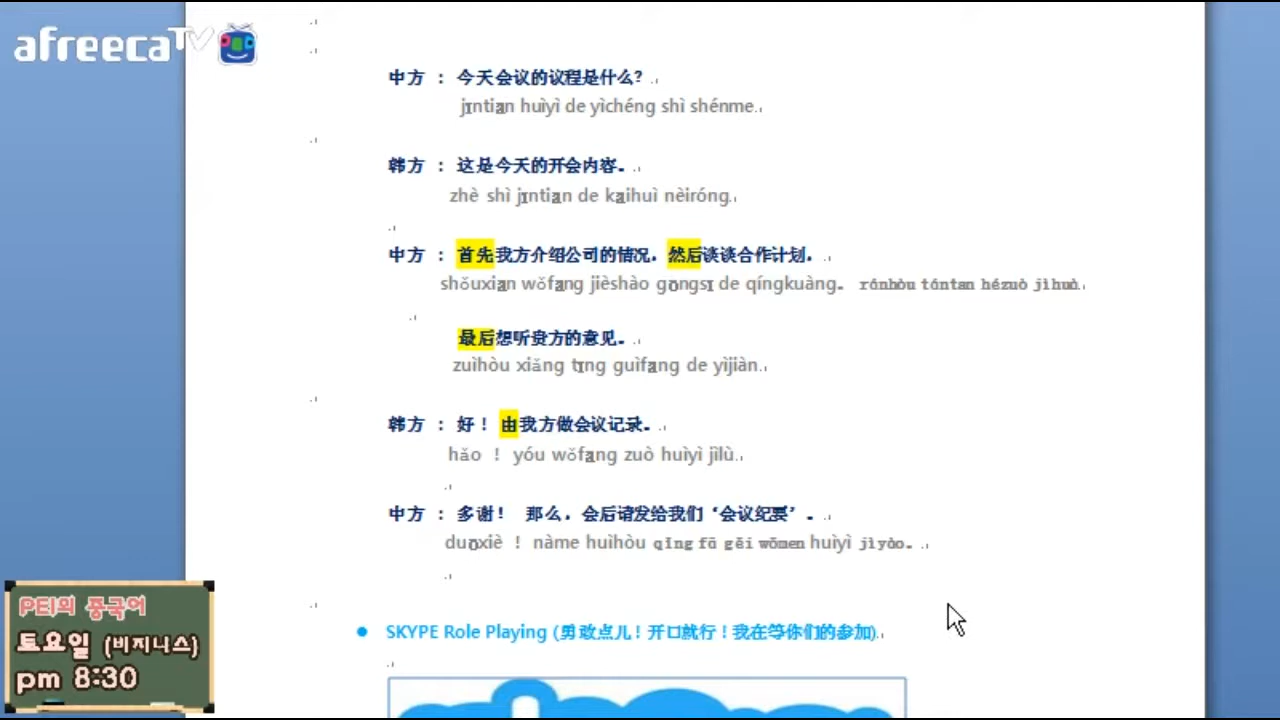 afreecaTV
中方 : 今天会议的议程是什么?
jīntiān huìyì de yìchéng shì shénme.
韩方 : 这是今天的开会内容。
zhè shì jīntiān de kāihuì nèiróng.
中方 : 首先我方介绍公司的情况. 然后谈谈合作计划.
shǒuxiān wǒfāng jièshào gōngsī de qíngkuàng。 ránhòu tántan hézuò jìhuà.
最后想听贵方的意见。
zuìhòu xiǎng tīng guìfāng de yìjiàn.
韩方 : 好! 由我方做会议记录。
hǎo ! yóu wǒfāng zuò huìyì jìlù.
中方 : 多谢! 那么. 会后请发给我们‘会议纪要’。
duōxiè ! nàme huìhòu qǐng fā gěi wǒmen huìyì jìyào。
• SKYPE Role Playing (勇敢点儿!开口就行!我在等你们的参加)
PEI의 중국어
토요일 (비지니스)
pm 8:30